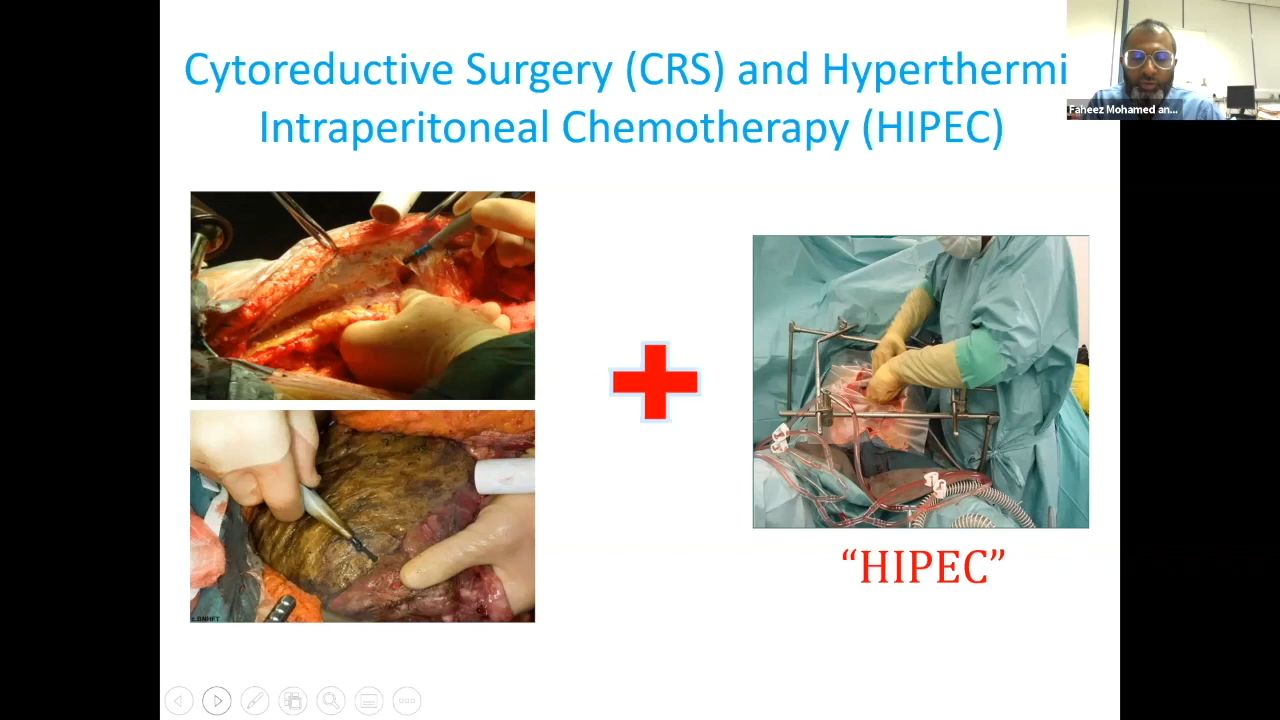 Cytoreductive Surgery (CRS) and Hyperthermi
Intraperitoneal Chemotherapy (HIPEC)
Faheez Mohamed an...
“HIPEC”